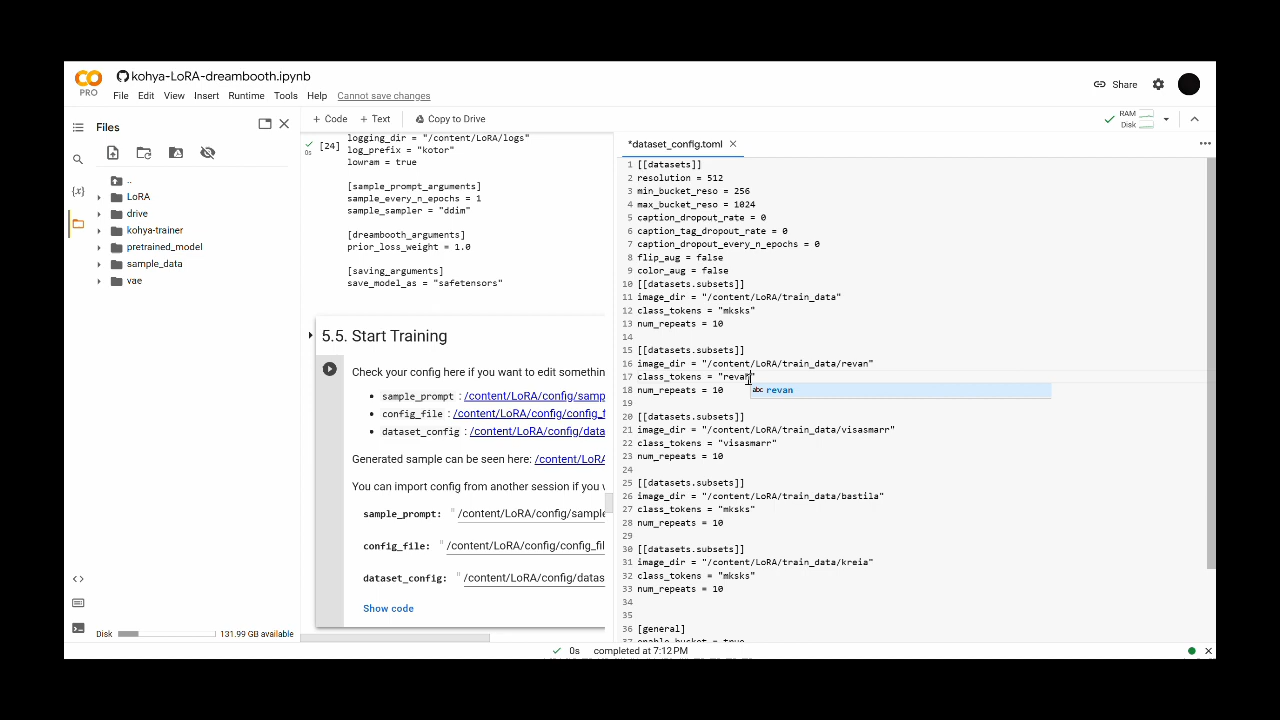 kohya-LoRA-dreambooth.ipynb
PRO
File Edit View Insert Runtime Tools Help Cannot save changes
Share
Files
+ Code + Text Copy to Drive
RAM
Disk
..
LoRA
drive
kohya-trainer
pretrained_model
sample_data
vae
{x}
Disk 131.99 GB available
[24]
0s
logging_dir = "/content/LoRA/logs"
log_prefix = "kotor"
lowram = true
[sample_prompt_arguments]
sample_every_n_epochs = 1
sample_sampler = "ddim"
[dreambooth_arguments]
prior_loss_weight = 1.0
[saving_arguments]
save_model_as = "safetensors"
5.5. Start Training
Check your config here if you want to edit somethin
sample_prompt : /content/LoRA/config/samp
config_file : /content/LoRA/config/config_f
dataset_config : /content/LoRA/config/data
Generated sample can be seen here: /content/LoRA
You can import config from another session if you
sample_prompt: " /content/LoRA/config/sample
config_file: " /content/LoRA/config/config_fil
dataset_config: " /content/LoRA/config/datas
Show code
*dataset_config.toml
1 [[datasets]]
2 resolution = 512
3 min_bucket_reso = 256
4 max_bucket_reso = 1024
5 caption_dropout_rate = 0
6 caption_tag_dropout_rate = 0
7 caption_dropout_every_n_epochs = 0
8 flip_aug = false
9 color_aug = false
10 [[datasets.subsets]]
11 image_dir = "/content/LoRA/train_data"
12 class_tokens = "mksks"
13 num_repeats = 10
14
15 [[datasets.subsets]]
16 image_dir = "/content/LoRA/train_data/revan"
17 class_tokens = "revan"
18 num_repeats = 10
abc revan
19
20 [[datasets.subsets]]
21 image_dir = "/content/LoRA/train_data/visasmarr"
22 class_tokens = "visasmarr"
23 num_repeats = 10
24
25 [[datasets.subsets]]
26 image_dir = "/content/LoRA/train_data/bastila"
27 class_tokens = "mksks"
28 num_repeats = 10
29
30 [[datasets.subsets]]
31 image_dir = "/content/LoRA/train_data/kreia"
32 class_tokens = "mksks"
33 num_repeats = 10
34
35
36 [general]
37 enable_bucket = true
0s completed at 7:12 PM